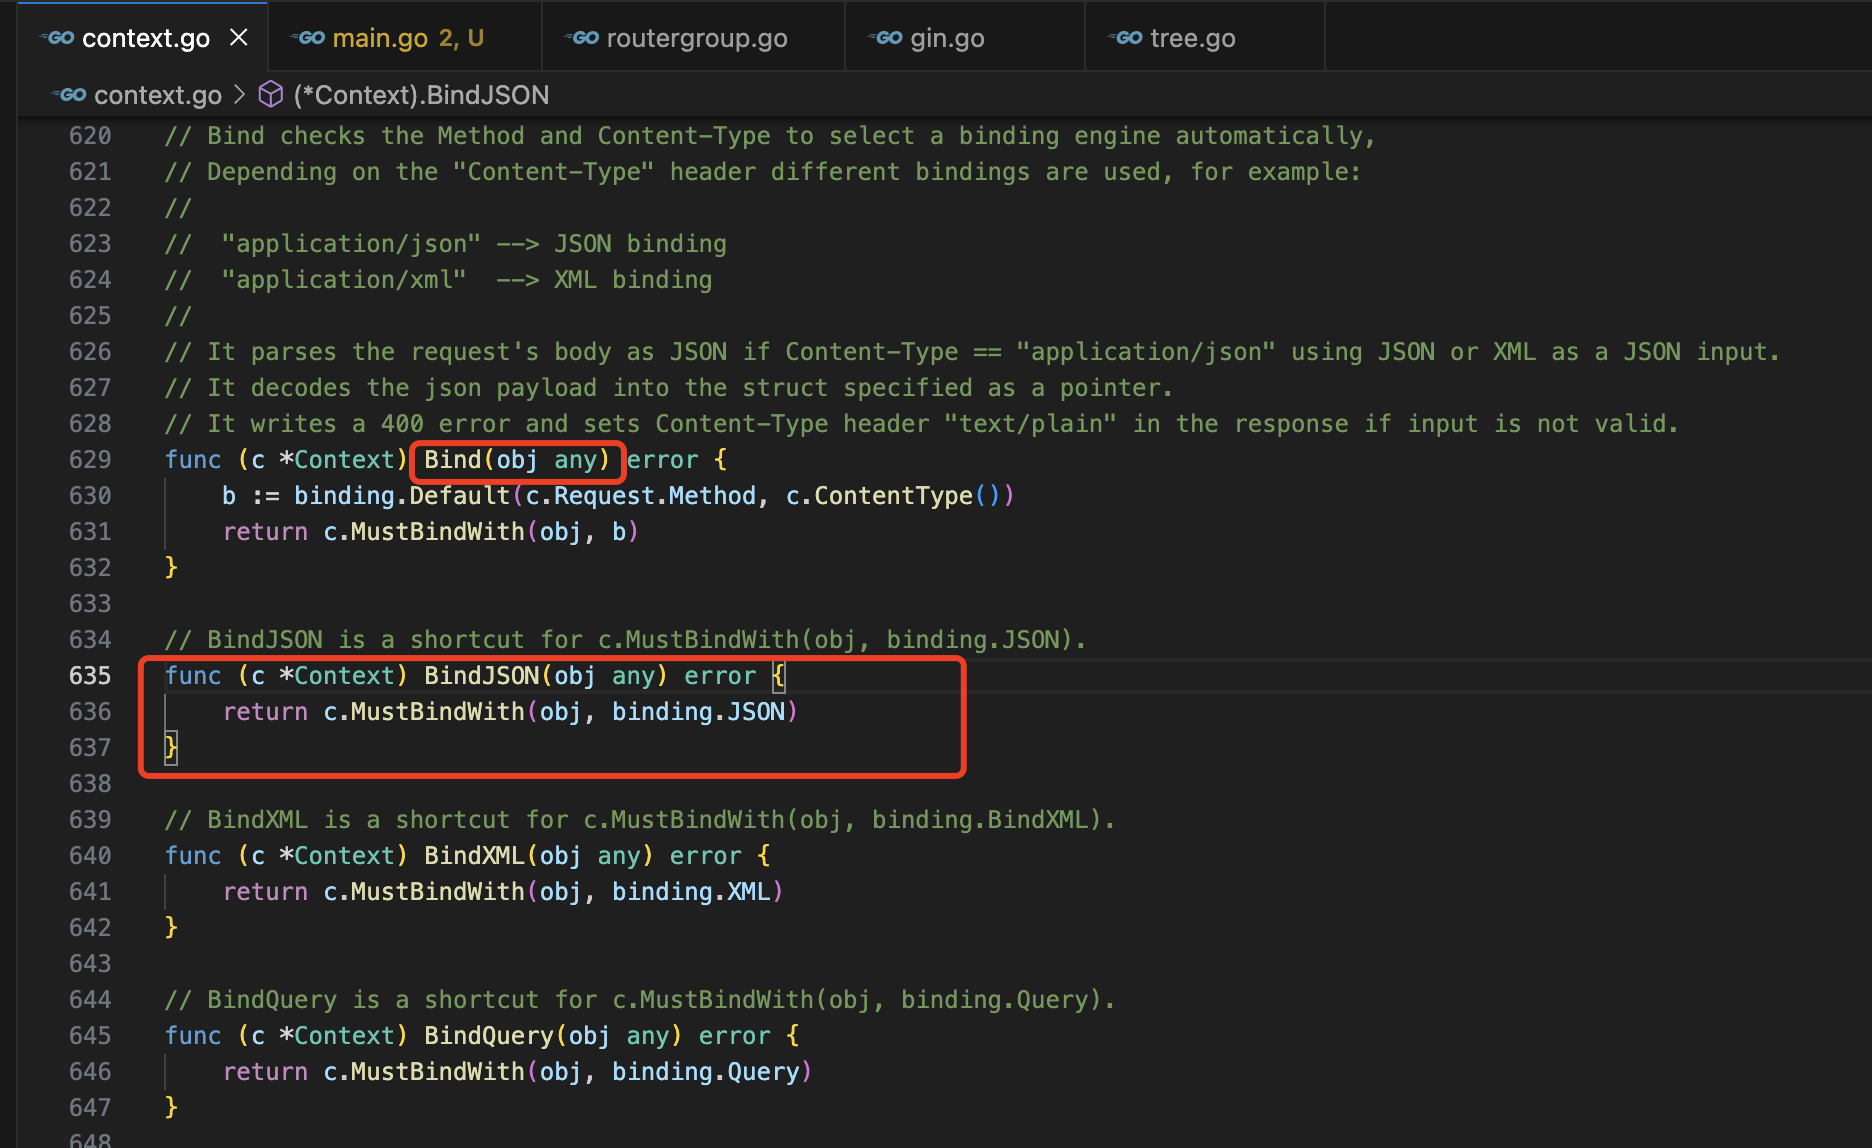 GO context.go × GO main.go 2, U GO routergroup.go GO gin.go GO tree.go
GO context.go > (*Context).BindJSON
620 // Bind checks the Method and Content-Type to select a binding engine automatically,
621 // Depending on the "Content-Type" header different bindings are used, for example:
622 //
623 //  "application/json" --> JSON binding
624 //  "application/xml"  --> XML binding
625 //
626 // It parses the request's body as JSON if Content-Type == "application/json" using JSON or XML as a JSON input.
627 // It decodes the json payload into the struct specified as a pointer.
628 // It writes a 400 error and sets Content-Type header "text/plain" in the response if input is not valid.
629 func (c *Context) Bind(obj any) error {
630     b := binding.Default(c.Request.Method, c.ContentType())
631     return c.MustBindWith(obj, b)
632 }
633
634 // BindJSON is a shortcut for c.MustBindWith(obj, binding.JSON).
635 func (c *Context) BindJSON(obj any) error {
636     return c.MustBindWith(obj, binding.JSON)
637 }
638
639 // BindXML is a shortcut for c.MustBindWith(obj, binding.BindXML).
640 func (c *Context) BindXML(obj any) error {
641     return c.MustBindWith(obj, binding.XML)
642 }
643
644 // BindQuery is a shortcut for c.MustBindWith(obj, binding.Query).
645 func (c *Context) BindQuery(obj any) error {
646     return c.MustBindWith(obj, binding.Query)
647 }
648